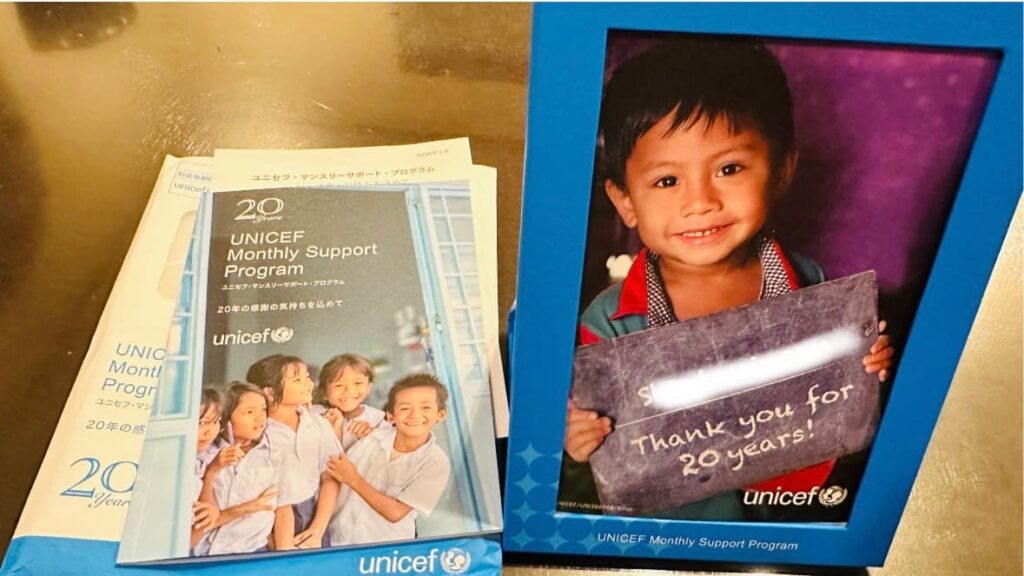 unicef
ユニセフ・マンスリーサポート・プログラム
20
Years
UNICEF
Monthly Support
Program
ユニセフ・マンスリーサポート・プログラム
20年の感謝の気持ちを込めて
unicef
UNIC
Mont
Progr
ユニセフ・マン
20年の感
20
Years
unicef
S
Thank you for
20 years!
unicef
UNICEF Monthly Support Program